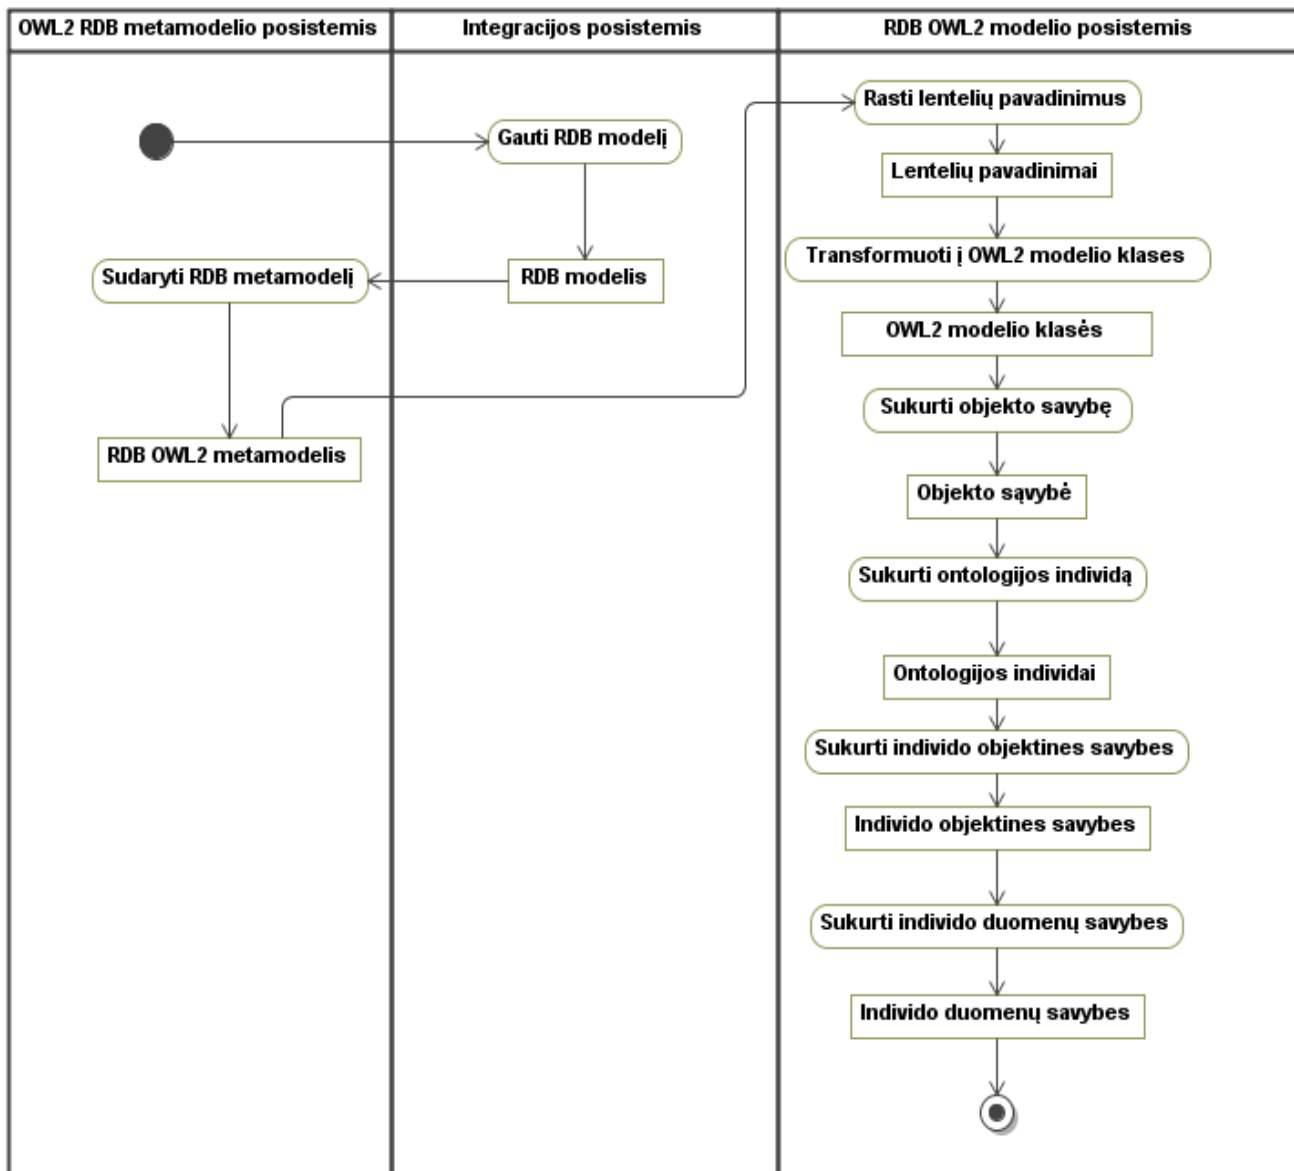 OWL2 RDB metamodelio posistemis
Integracijos posistemis
RDB OWL2 modelio posistemis
Gauti RDB modelį
RDB modelis
Sudaryti RDB metamodelį
RDB OWL2 metamodelis
Rasti lentelių pavadinimus
Lentelių pavadinimai
Transformuoti į OWL2 modelio klases
OWL2 modelio klasės
Sukurti objekto savybę
Objekto sąvybė
Sukurti ontologijos individą
Ontologijos individai
Sukurti individo objektines savybes
Individo objektines savybes
Sukurti individo duomenų savybes
Individo duomenų savybes